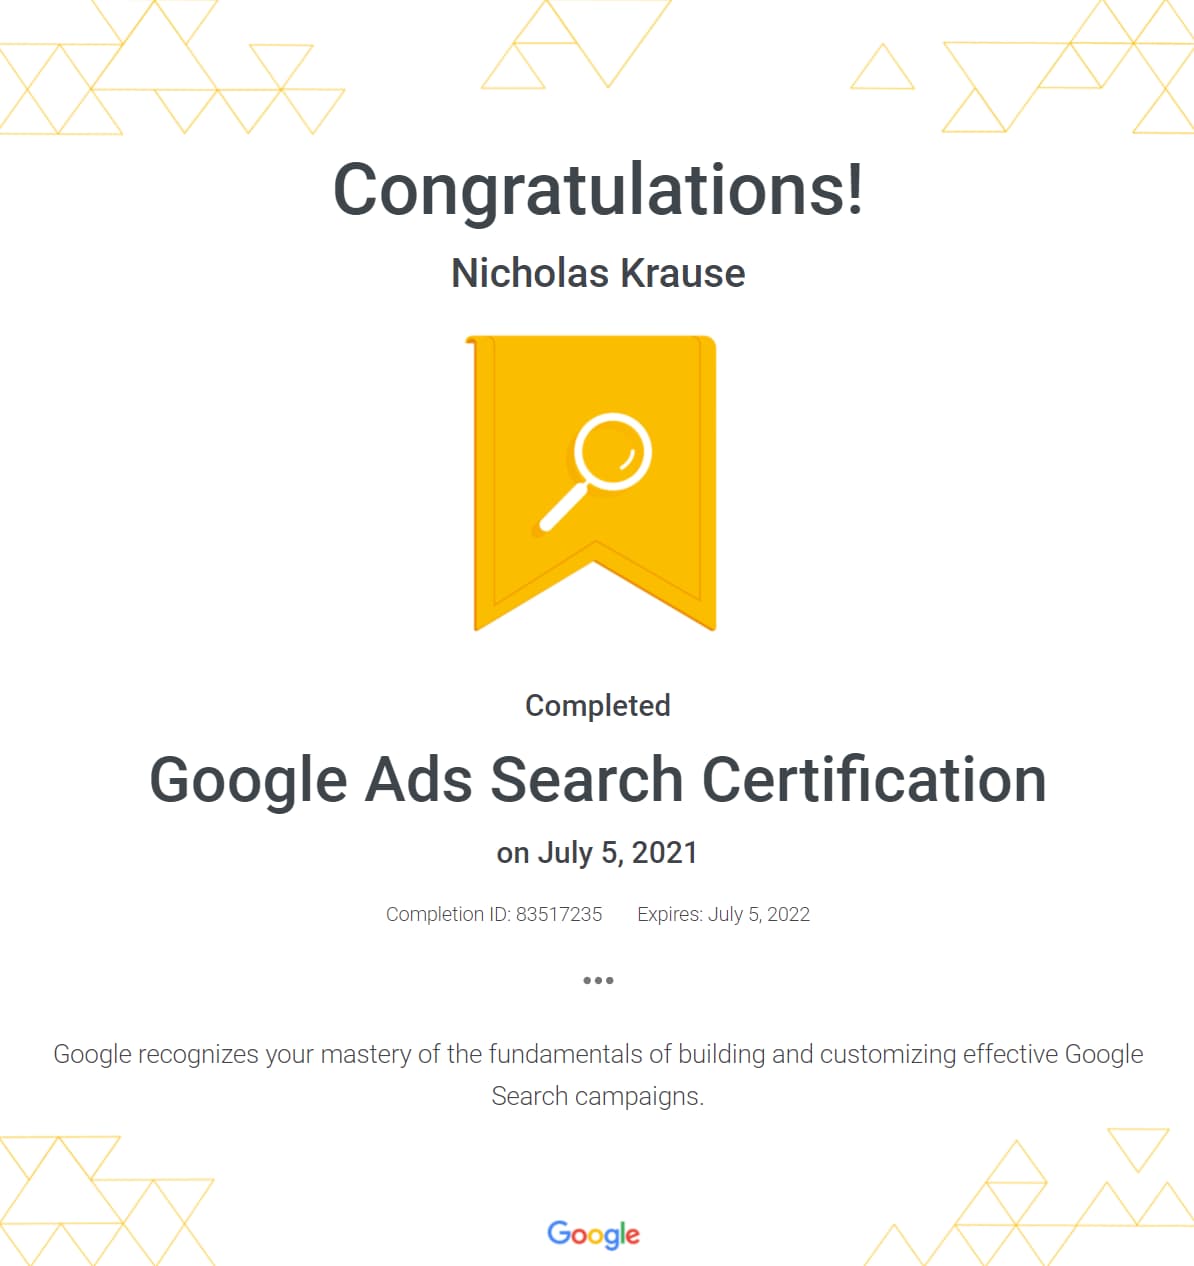 Congratulations!
Nicholas Krause
Completed
Google Ads Search Certification
on July 5, 2021
Completion ID: 83517235 Expires: July 5, 2022
•••
Google recognizes your mastery of the fundamentals of building and customizing effective Google
Search campaigns.
Google